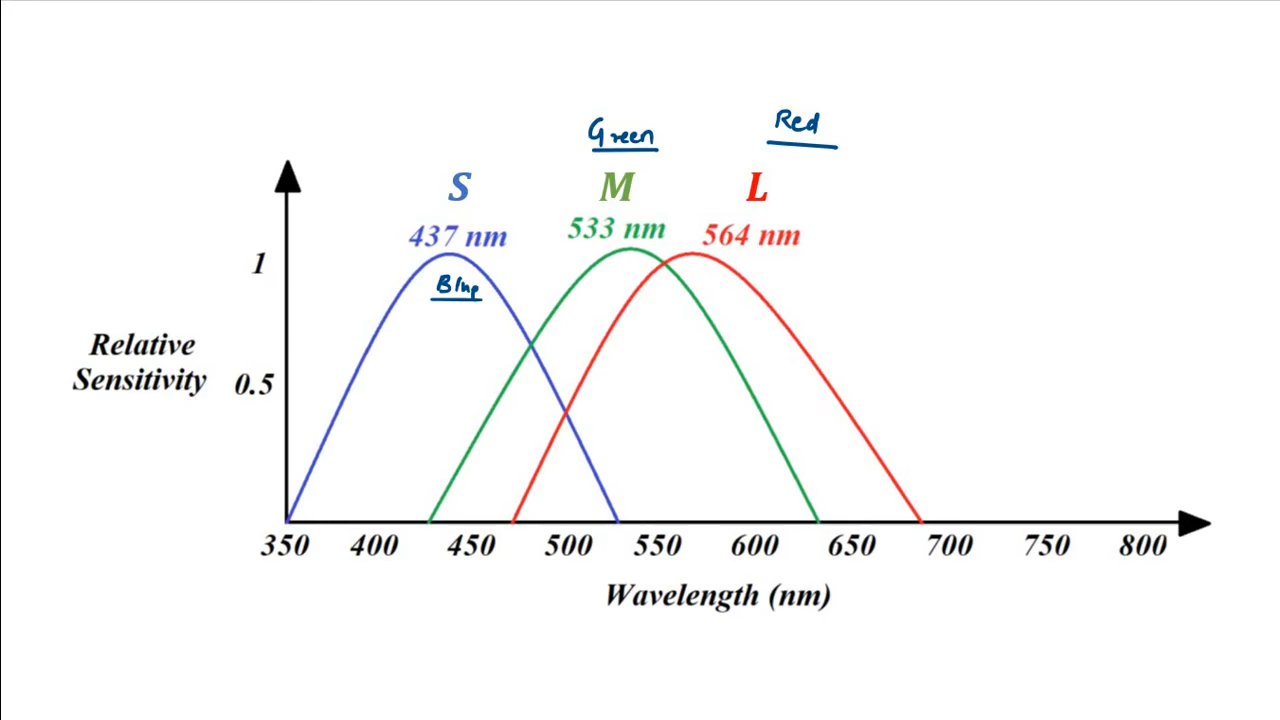 Green
Red
S
M
L
437 nm
533 nm
564 nm
1
Blue
Relative
Sensitivity
0.5
350 400 450 500 550 600 650 700 750 800
Wavelength (nm)